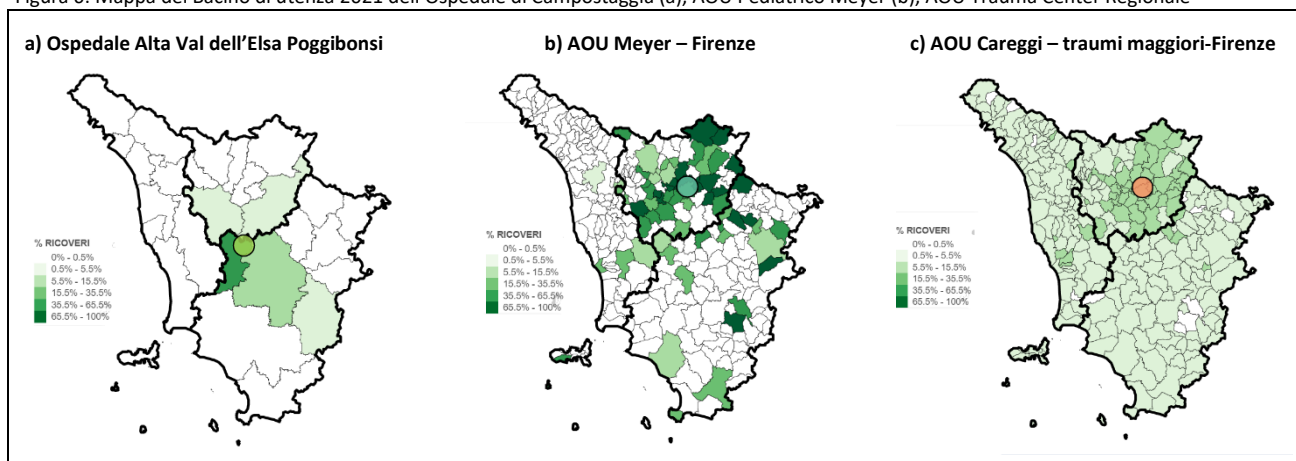 Figura 6. Mappa del Bacino di utenza 2021 dell'Ospedale di Campostaggia (a), AOU Pediatrico Meyer (b), AOU Trauma Center Regionale
a) Ospedale Alta Val dell'Elsa Poggibonsi
b) AOU Meyer – Firenze
c) AOU Careggi – traumi maggiori-Firenze
% RICOVERI
0% - 0.5%
0.5% - 5.5%
5.5% - 15.5%
15.5% - 35.5%
35.5% - 65.5%
65.5% - 100%
% RICOVERI
0% - 0.5%
0.5% - 5.5%
5.5% - 15.5%
15.5% - 35.5%
35.5% - 65.5%
65.5% - 100%
% RICOVERI
0% - 0.5%
0.5% - 5.5%
5.5% - 15.5%
15.5% - 35.5%
35.5% - 65.5%
65.5% - 100%